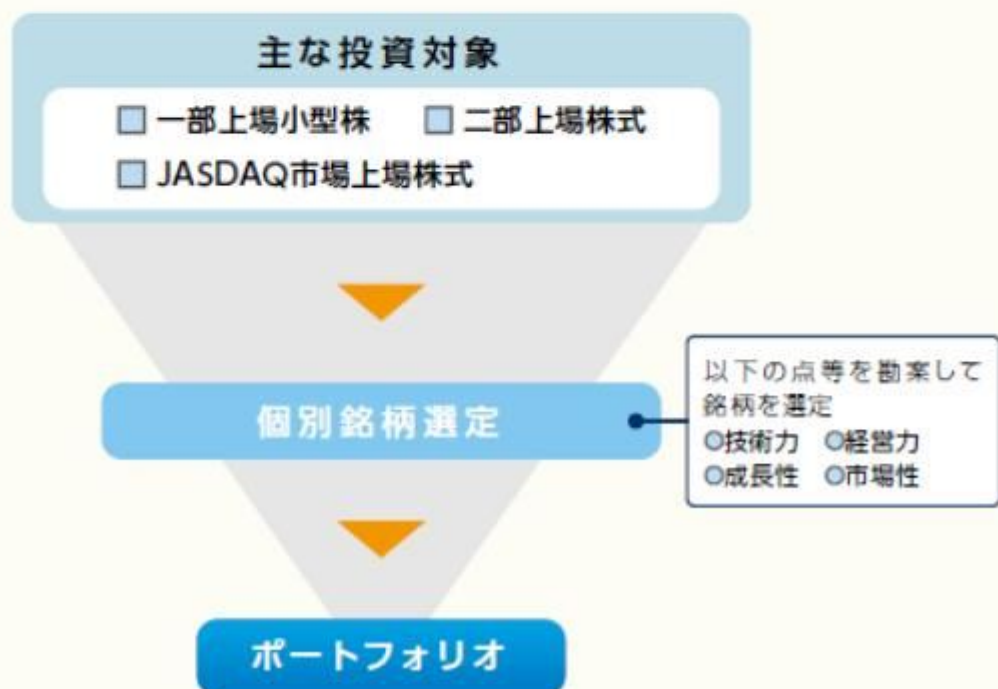 主な投資対象
□ 一部上場小型株 □ 二部上場株式
□ JASDAQ市場上場株式
個別銘柄選定
以下の点等を勘案して
銘柄を選定
○技術力 ○経営力
○成長性 ○市場性
ポートフォリオ